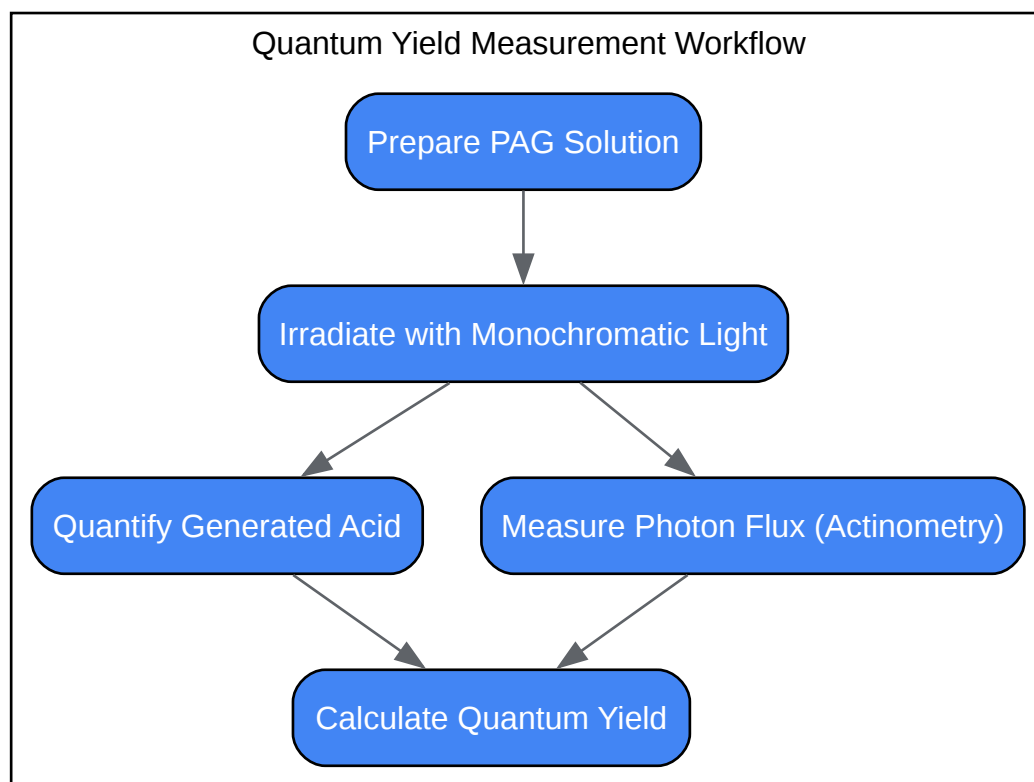 Quantum Yield Measurement Workflow
Prepare PAG Solution
Irradiate with Monochromatic Light
Quantify Generated Acid
Measure Photon Flux (Actinometry)
Calculate Quantum Yield